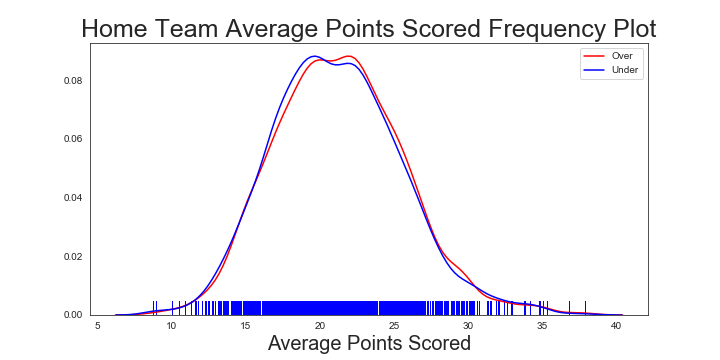 Home Team Average Points Scored Frequency Plot
Over
Under
0.08
0.06
0.04
0.02
0.00
5 10 15 20 25 30 35 40
Average Points Scored